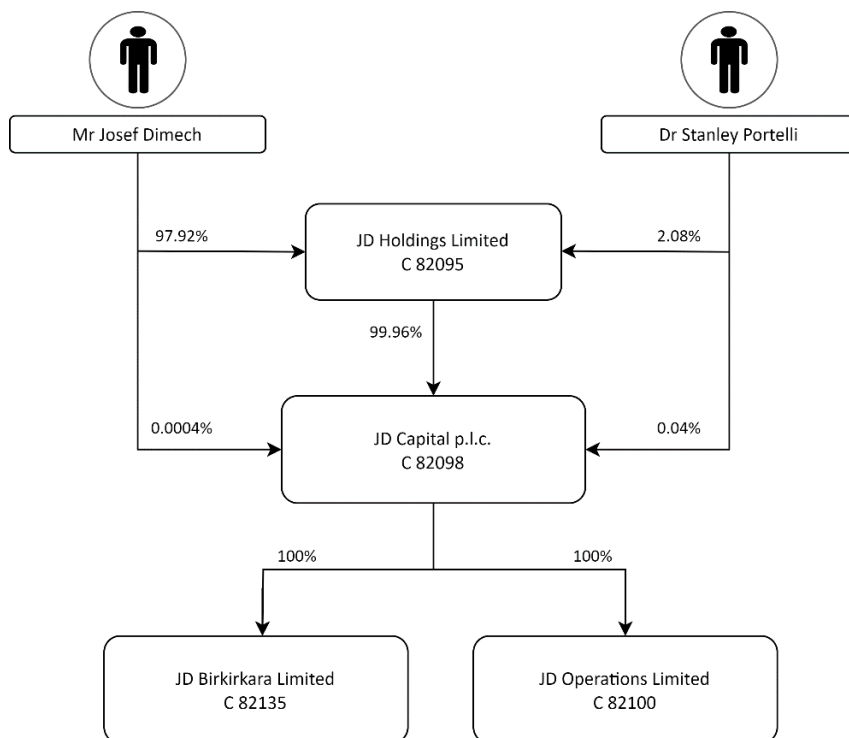 Mr Josef Dimech
Dr Stanley Portelli
97.92%
JD Holdings Limited
C 82095
2.08%
99.96%
0.0004%
JD Capital p.l.c.
C 82098
0.04%
100%
100%
JD Birkirkara Limited
C 82135
JD Operations Limited
C 82100